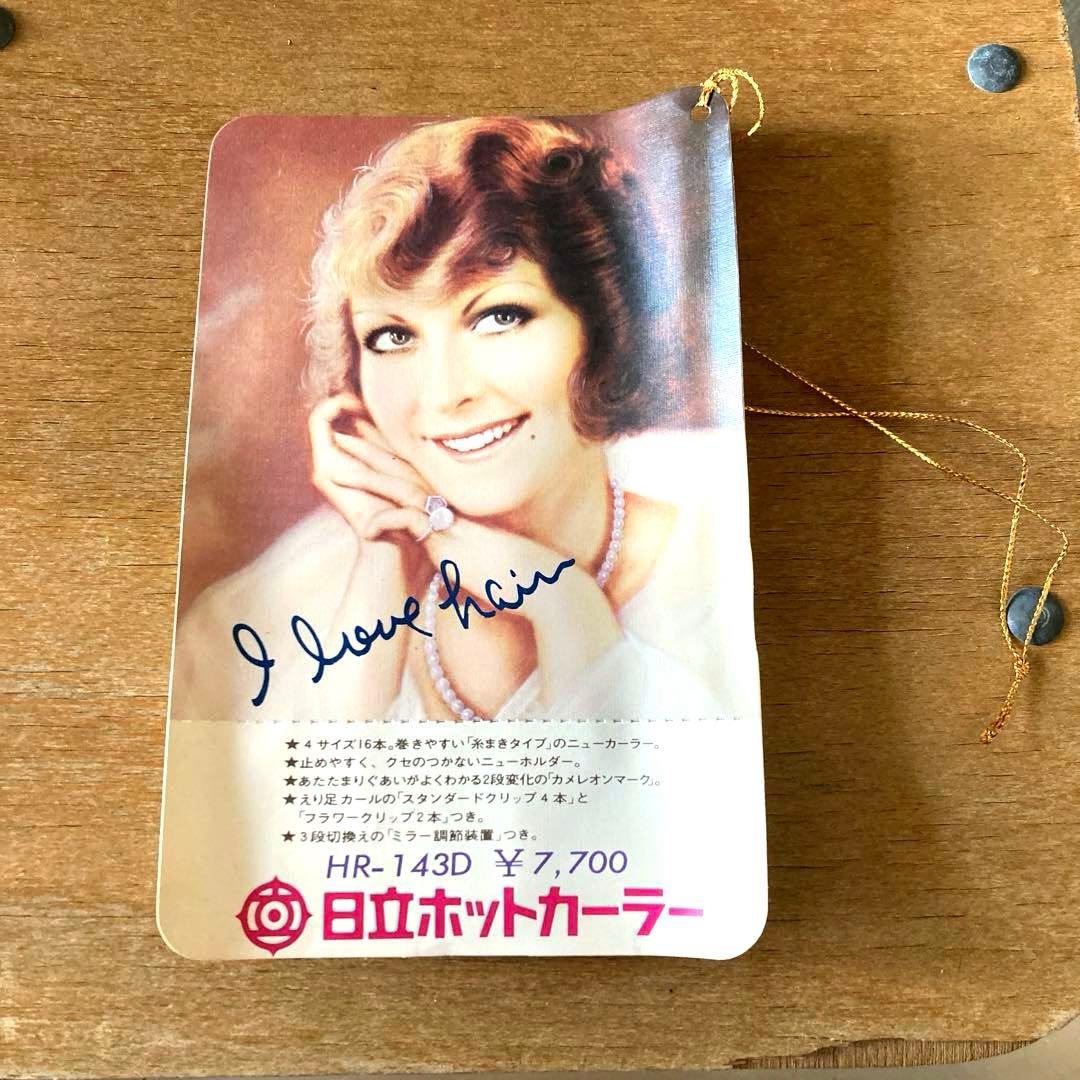 I love hair
★4サイズ16本。巻きやすい「糸まきタイプ」のニューカーラー。
★止めやすく、クセのつかないニューホルダー。
★あたたまりぐあいがよくわかる2段変化の「カメレオンマーク」。
★えり足カールの「スタンダードクリップ4本」と
「フラワークリップ2本」つき。
★3段切換えの「ミラー調節装置」つき。
HR-143D ¥7,700
日立ホットカーラー